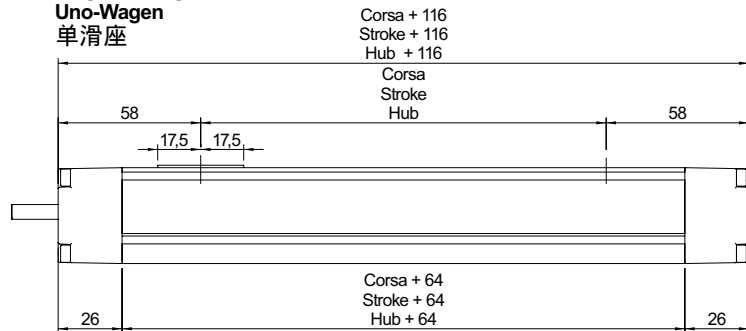 Uno-Wagen
单滑座
Corsa + 116
Stroke + 116
Hub + 116
Corsa
Stroke
Hub
58
58
17,5
17,5
Corsa + 64
Stroke + 64
Hub + 64
26
26